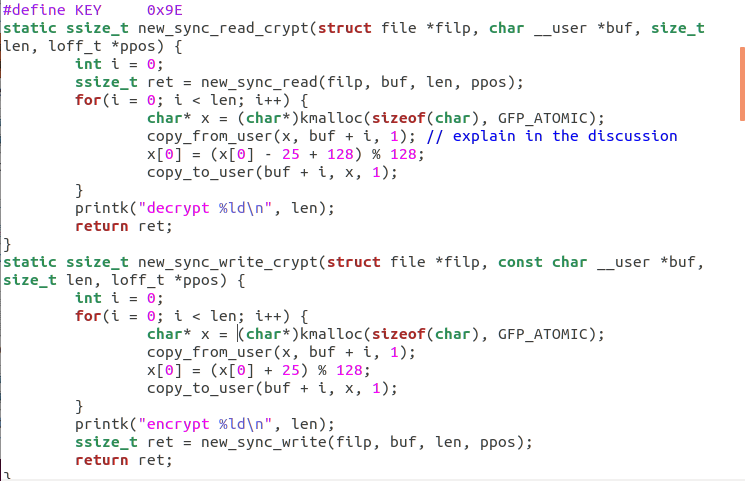 #define KEY     0x9E
static ssize_t new_sync_read_crypt(struct file *filp, char __user *buf, size_t
len, loff_t *ppos) {
        int i = 0;
        ssize_t ret = new_sync_read(filp, buf, len, ppos);
        for(i = 0; i < len; i++) {
                char* x = (char*)kmalloc(sizeof(char), GFP_ATOMIC);
                copy_from_user(x, buf + i, 1); // explain in the discussion
                x[0] = (x[0] - 25 + 128) % 128;
                copy_to_user(buf + i, x, 1);
        }
        printk("decrypt %ld\n", len);
        return ret;
}
static ssize_t new_sync_write_crypt(struct file *filp, const char __user *buf,
size_t len, loff_t *ppos) {
        int i = 0;
        for(i = 0; i < len; i++) {
                char* x = (char*)kmalloc(sizeof(char), GFP_ATOMIC);
                copy_from_user(x, buf + i, 1);
                x[0] = (x[0] + 25) % 128;
                copy_to_user(buf + i, x, 1);
        }
        printk("encrypt %ld\n", len);
        ssize_t ret = new_sync_write(filp, buf, len, ppos);
        return ret;
}